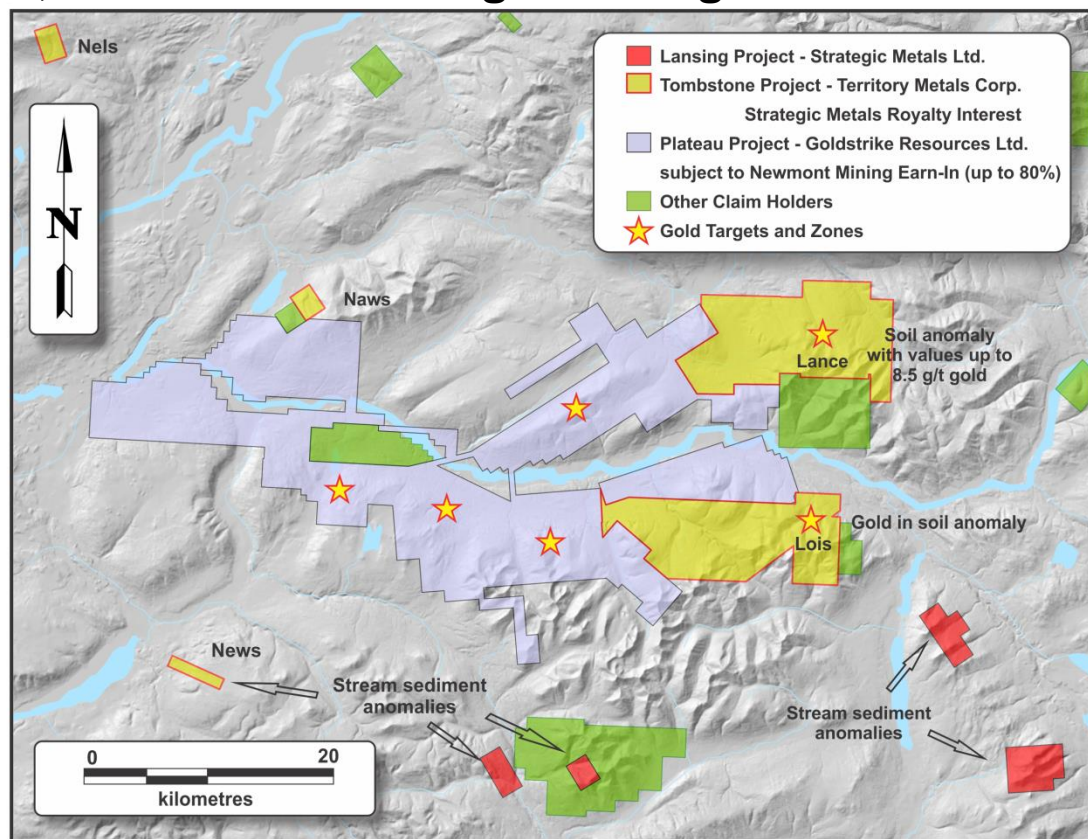 Nels
Lansing Project - Strategic Metals Ltd.
Tombstone Project - Territory Metals Corp.
Strategic Metals Royalty Interest
Plateau Project - Goldstrike Resources Ltd.
subject to Newmont Mining Earn-In (up to 80%)
Other Claim Holders
Gold Targets and Zones
N
Naws
Lance
Soil anomaly
with values up to
8.5 g/t gold
Gold in soil anomaly
Lois
News
Stream sediment
anomalies
Stream sediment
anomalies
0 20
kilometres